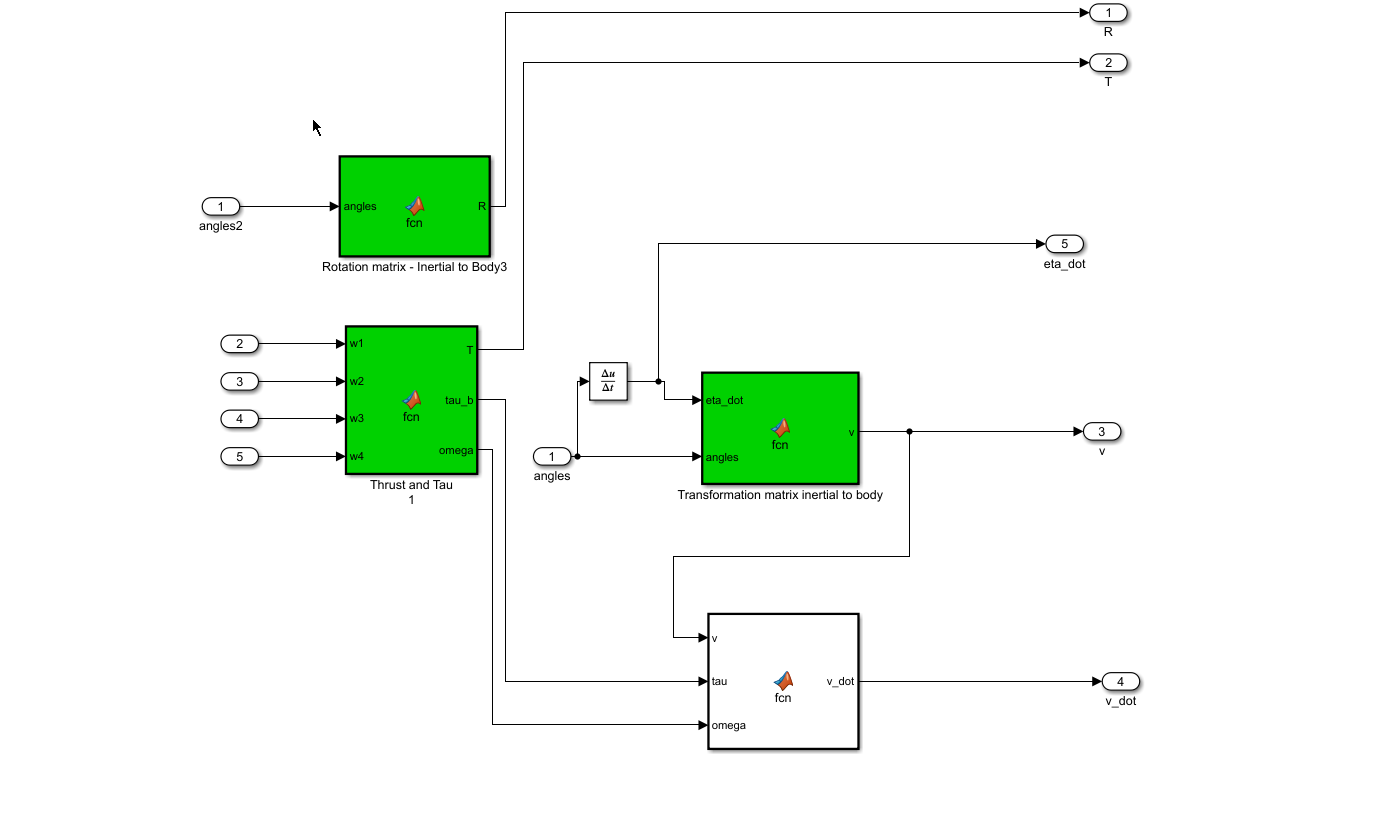 1
R
2
T
1
angles2
angles
fcn
R
Rotation matrix - Inertial to Body3
5
eta_dot
2
3
4
5
w1
w2
w3
w4
fcn
T
tau_b
omega
Thrust and Tau
1
Δu
Δt
1
angles
eta_dot
angles
fcn
v
Transformation matrix inertial to body
3
v
v
tau
omega
fcn
v_dot
4
v_dot